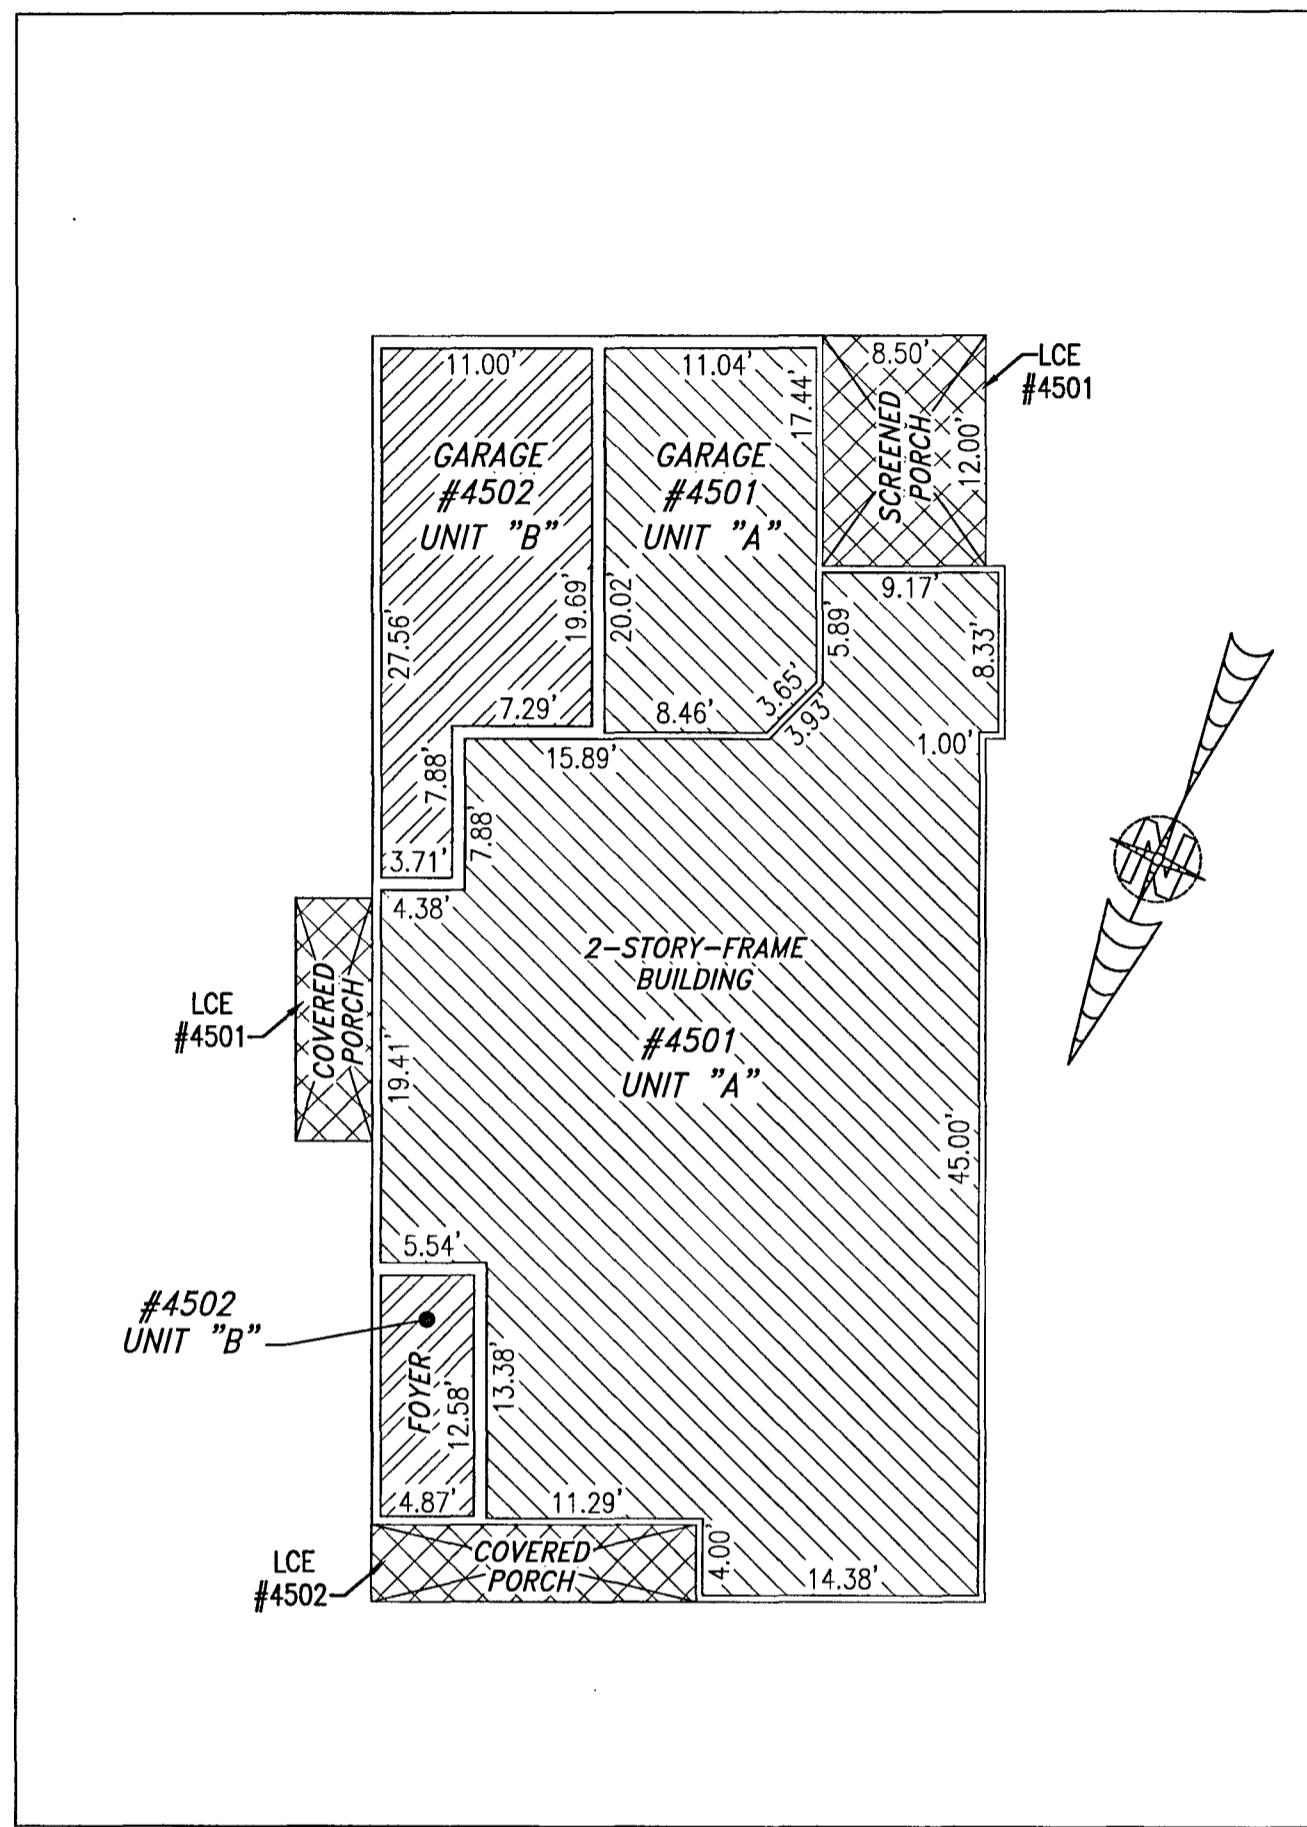 11.00'
11.04'
8.50'
LCE
#4501
17.44'
GARAGE
#4502
UNIT "B"
GARAGE
#4501
UNIT "A"
SCREENED
PORCH
12.00'
9.17'
27.56'
19.69'
20.02'
5.89'
8.33'
7.29'
8.46'
3.65'
3.93'
1.00'
15.89'
7.88'
7.88'
3.71'
4.38'
N
2-STORY-FRAME
BUILDING
#4501
UNIT "A"
LCE
#4501
COVERED
PORCH
19.41'
45.00'
5.54'
#4502
UNIT "B"
FOYER
12.58'
13.38'
4.87'
11.29'
LCE
#4502
COVERED
PORCH
4.00'
14.38'